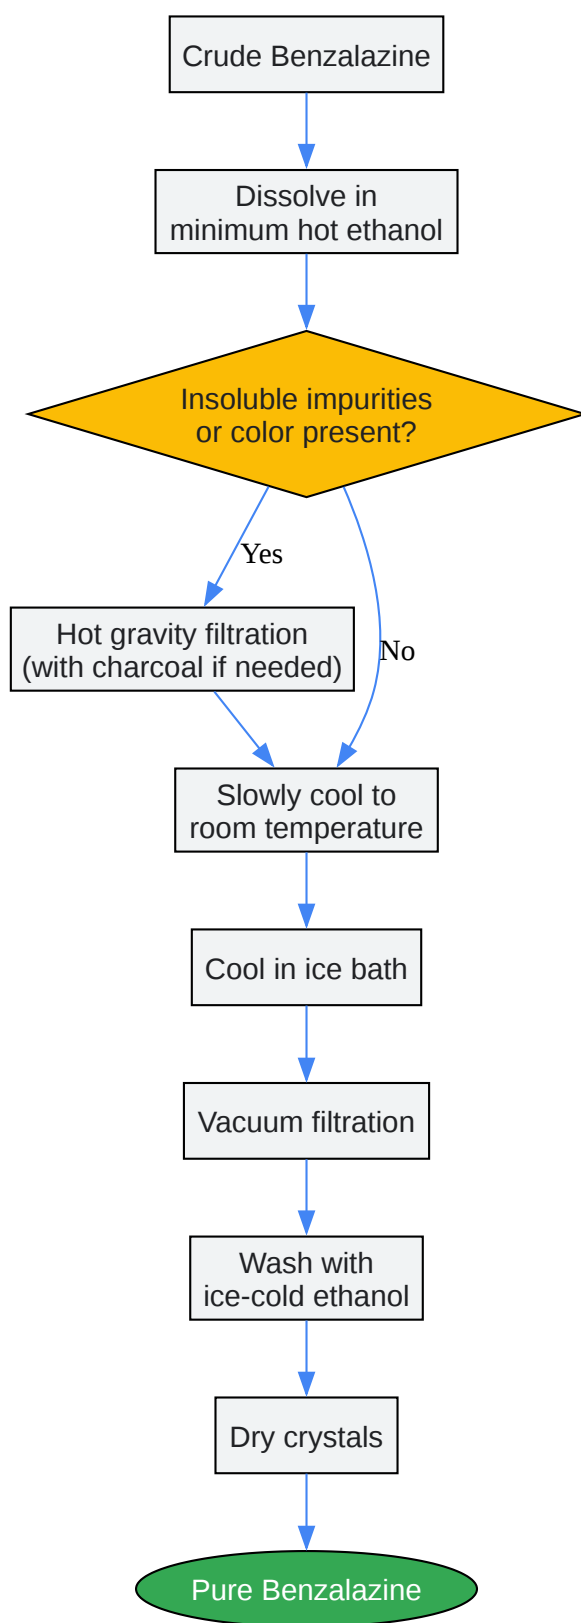 Crude Benzalazine
Dissolve in
minimum hot ethanol
Insoluble impurities
or color present?
Yes
Hot gravity filtration
(with charcoal if needed)
No
Slowly cool to
room temperature
Cool in ice bath
Vacuum filtration
Wash with
ice-cold ethanol
Dry crystals
Pure Benzalazine